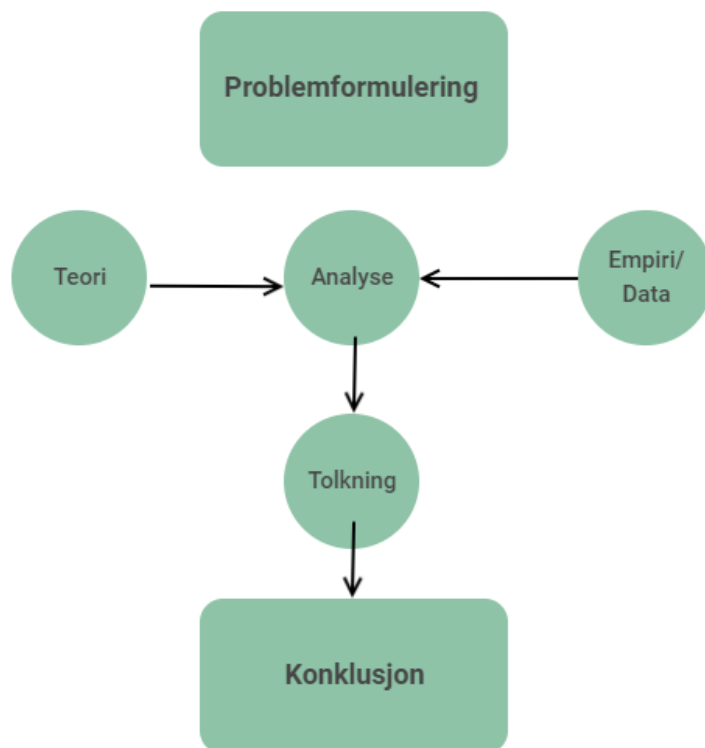 Problemformulering
Teori
Analyse
Empiri/
Data
Tolkning
Konklusjon